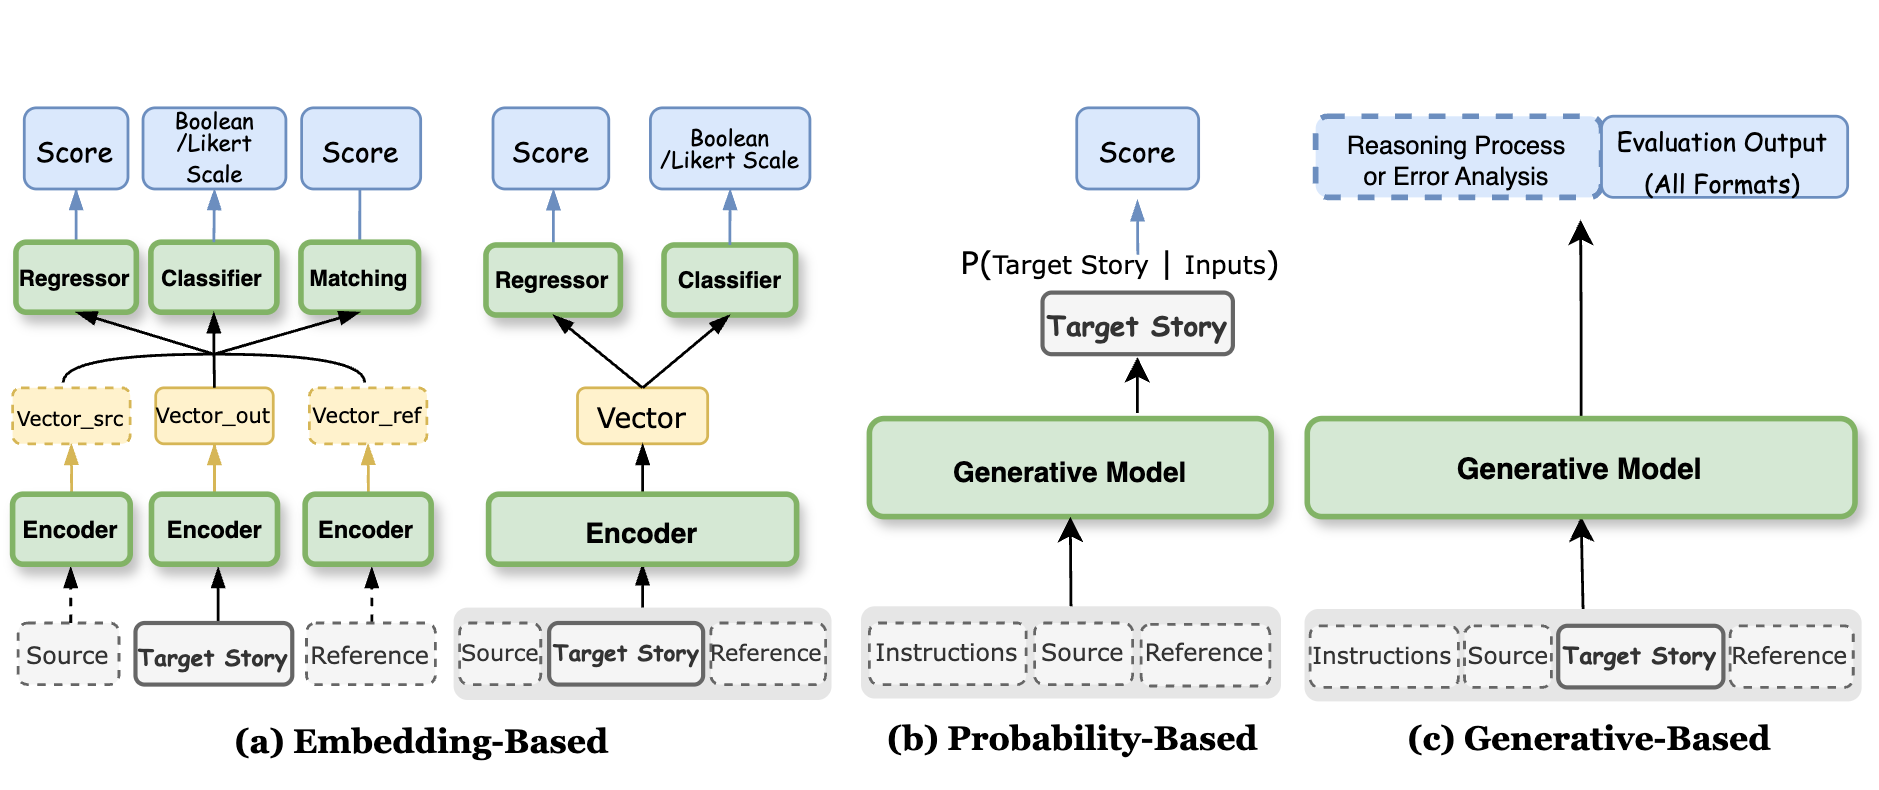 Score
Boolean
/Likert
Scale
Score
Regressor
Classifier
Matching
Vector_src
Vector_out
Vector_ref
Encoder
Encoder
Encoder
Source
Target Story
Reference
Score
Boolean
/Likert Scale
Regressor
Classifier
Vector
Encoder
Source
Target Story
Reference
(a) Embedding-Based
Score
P(Target Story | Inputs)
Target Story
Generative Model
Instructions
Source
Reference
(b) Probability-Based
Reasoning Process
or Error Analysis
Evaluation Output
(All Formats)
Generative Model
Instructions
Source
Target Story
Reference
(c) Generative-Based